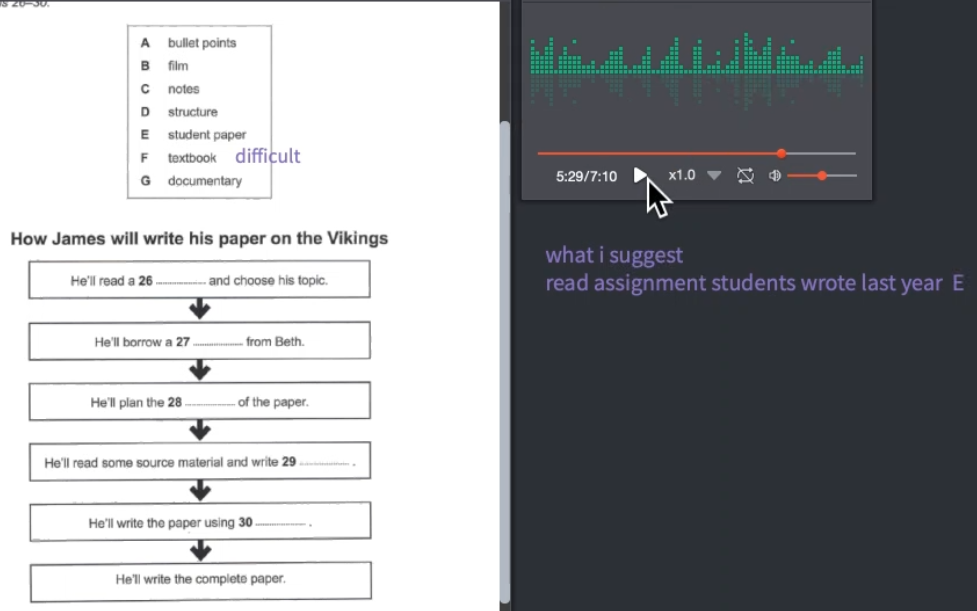 s 26–30.
A bullet points
B film
C notes
D structure
E student paper
F textbook difficult
G documentary
How James will write his paper on the Vikings
He'll read a 26 .................. and choose his topic.
He'll borrow a 27 .................. from Beth.
He'll plan the 28 .................. of the paper.
He'll read some source material and write 29 .................. .
He'll write the paper using 30 .................. .
He'll write the complete paper.
5:29/7:10 x1.0
what i suggest
read assignment students wrote last year E